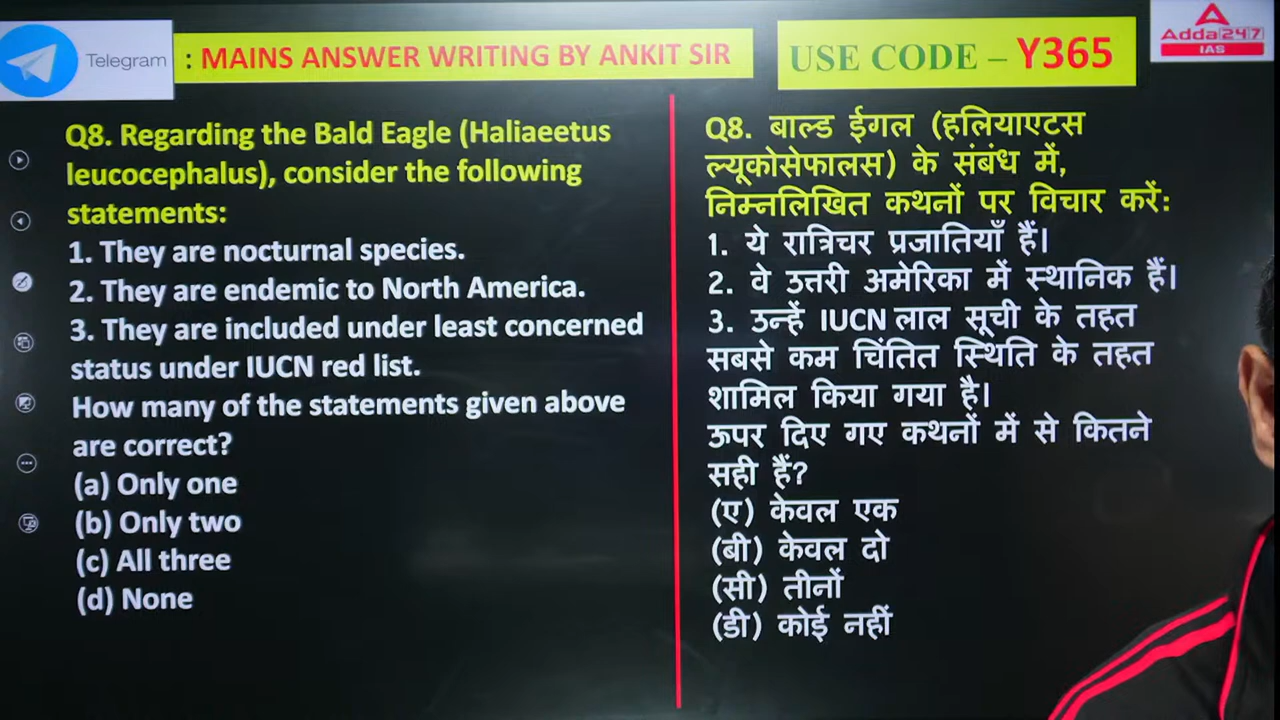 Telegram
: MAINS ANSWER WRITING BY ANKIT SIR
USE CODE – Y365
Adda247
IAS
Q8. Regarding the Bald Eagle (Haliaeetus
leucocephalus), consider the following
statements:
1. They are nocturnal species.
2. They are endemic to North America.
3. They are included under least concerned
status under IUCN red list.
How many of the statements given above
are correct?
(a) Only one
(b) Only two
(c) All three
(d) None
Q8. बाल्ड ईगल (हलियाएटस
ल्यूकोसेफालस) के संबंध में,
निम्नलिखित कथनों पर विचार करें:
1. ये रात्रिचर प्रजातियाँ हैं।
2. वे उत्तरी अमेरिका में स्थानिक हैं।
3. उन्हें IUCN लाल सूची के तहत
सबसे कम चिंतित स्थिति के तहत
शामिल किया गया है।
ऊपर दिए गए कथनों में से कितने
सही हैं?
(ए) केवल एक
(बी) केवल दो
(सी) तीनों
(डी) कोई नहीं